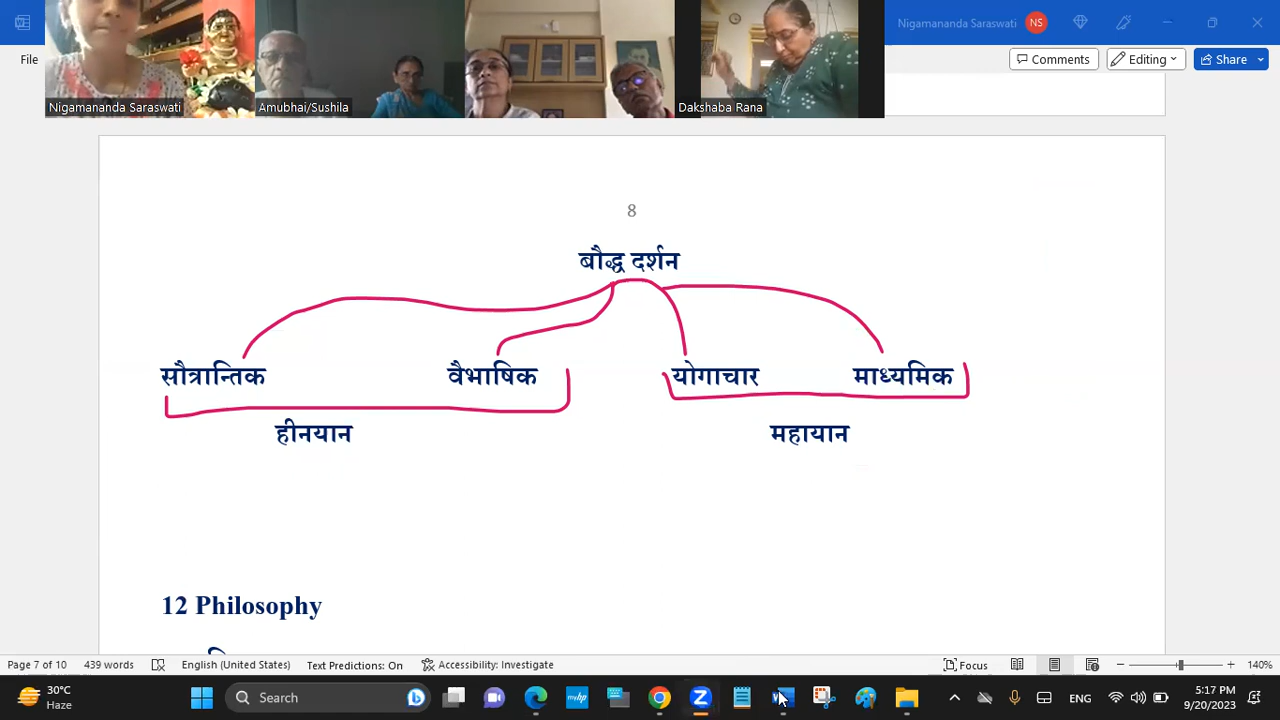 Nigamananda Saraswati NS
File Comments Editing Share
Nigamananda Saraswati Amubhai/Sushila Dakshaba Rana
8
बौद्ध दर्शन
सौत्रान्तिक वैभाषिक योगाचार माध्यमिक
हीनयान महायान
12 Philosophy
Page 7 of 10 439 words English (United States) Text Predictions: On Accessibility: Investigate Focus 140%
30°C Haze Search ENG 5:17 PM 9/20/2023